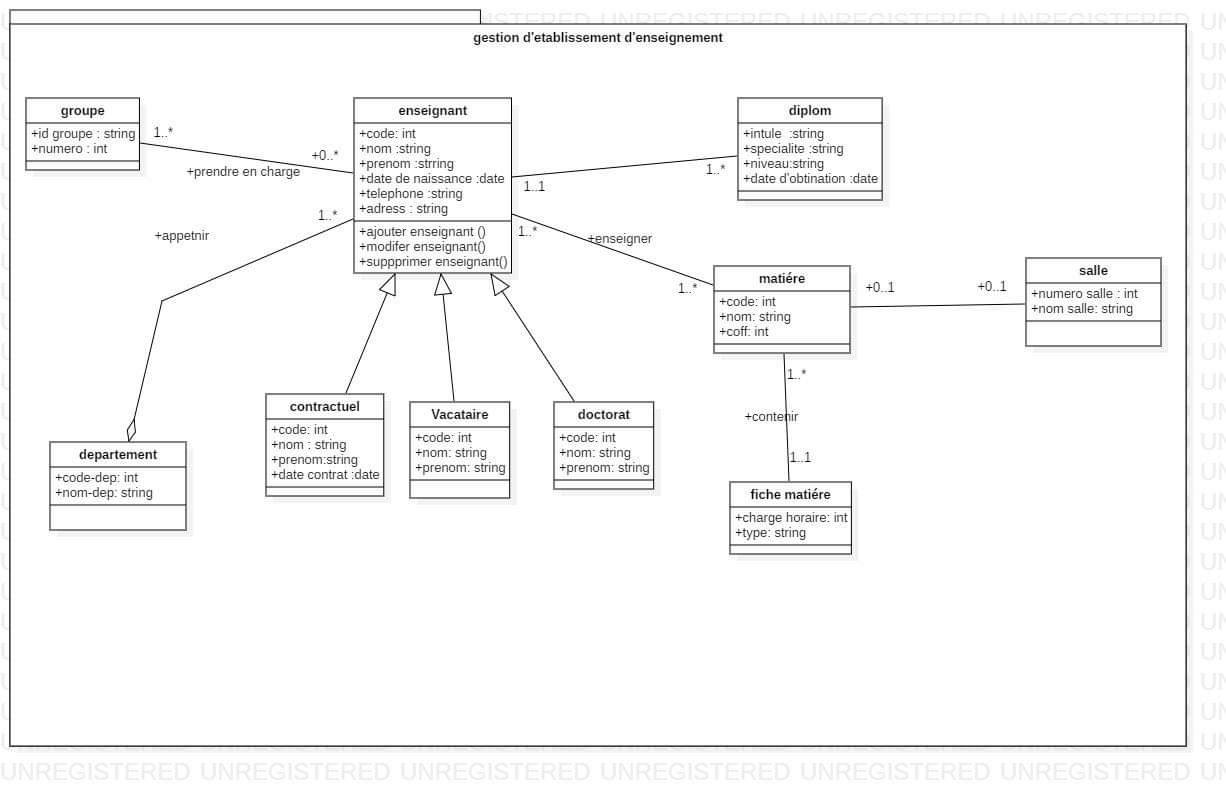 UNREGISTERED UNREGISTERED UNREGISTERED UNREGISTERED UN
gestion d'etablissement d'enseignement
groupe
+id groupe : string
+numero : int
1..*
+0..*
+prendre en charge
enseignant
+code: int
+nom :string
+prenom :strring
+date de naissance :date
+telephone :string
+adress : string
+ajouter enseignant ()
+modifer enseignant()
+suppprimer enseignant()
diplom
+intule  :string
+specialite :string
+niveau:string
+date d'obtination :date
1..1
1..*
1..*
+appetnir
1..*
+enseigner
1..*
matiére
+code: int
+nom: string
+coff: int
+0..1
+0..1
salle
+numero salle : int
+nom salle: string
departement
+code-dep: int
+nom-dep: string
contractuel
+code: int
+nom : string
+prenom:string
+date contrat :date
Vacataire
+code: int
+nom: string
+prenom: string
doctorat
+code: int
+nom: string
+prenom: string
1..*
+contenir
1..1
fiche matiére
+charge horaire: int
+type: string
UNREGISTERED UNREGISTERED UNREGISTERED UNREGISTERED UNREGISTERED UNREGISTERED UN